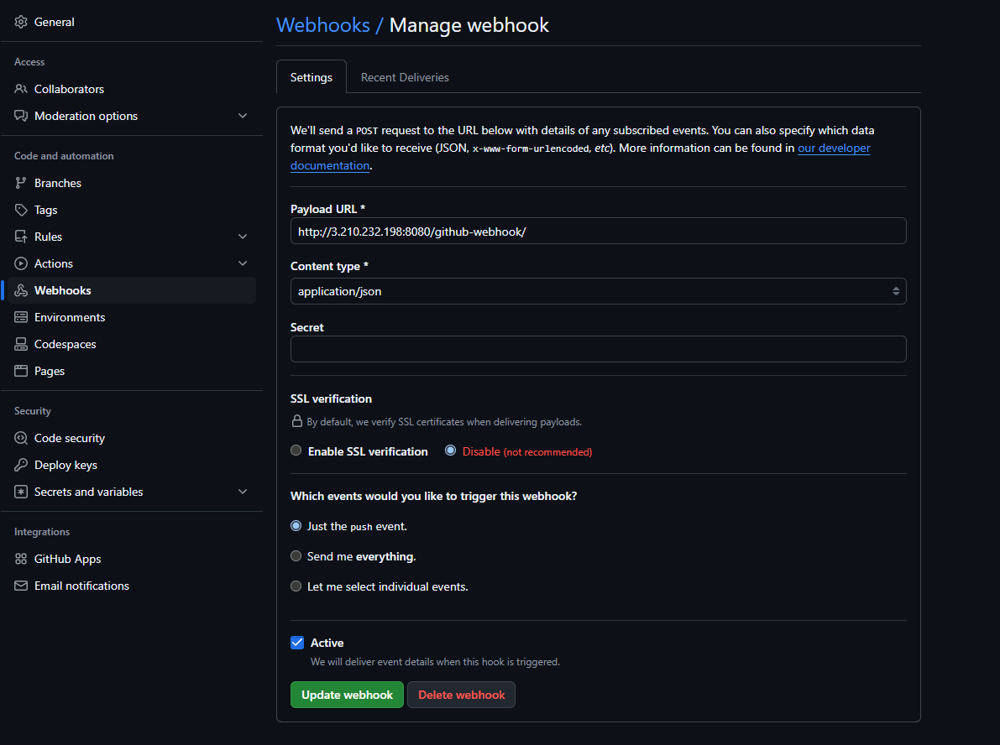 General
Access
Collaborators
Moderation options
Code and automation
Branches
Tags
Rules
Actions
Webhooks
Environments
Codespaces
Pages
Security
Code security
Deploy keys
Secrets and variables
Integrations
GitHub Apps
Email notifications
Webhooks / Manage webhook
Settings Recent Deliveries
We'll send a POST request to the URL below with details of any subscribed events. You can also specify which data
format you'd like to receive (JSON, x-www-form-urlencoded, etc). More information can be found in our developer
documentation.
Payload URL *
http://3.210.232.198:8080/github-webhook/
Content type *
application/json
Secret
SSL verification
By default, we verify SSL certificates when delivering payloads.
Enable SSL verification Disable (not recommended)
Which events would you like to trigger this webhook?
Just the push event.
Send me everything.
Let me select individual events.
Active
We will deliver event details when this hook is triggered.
Update webhook Delete webhook